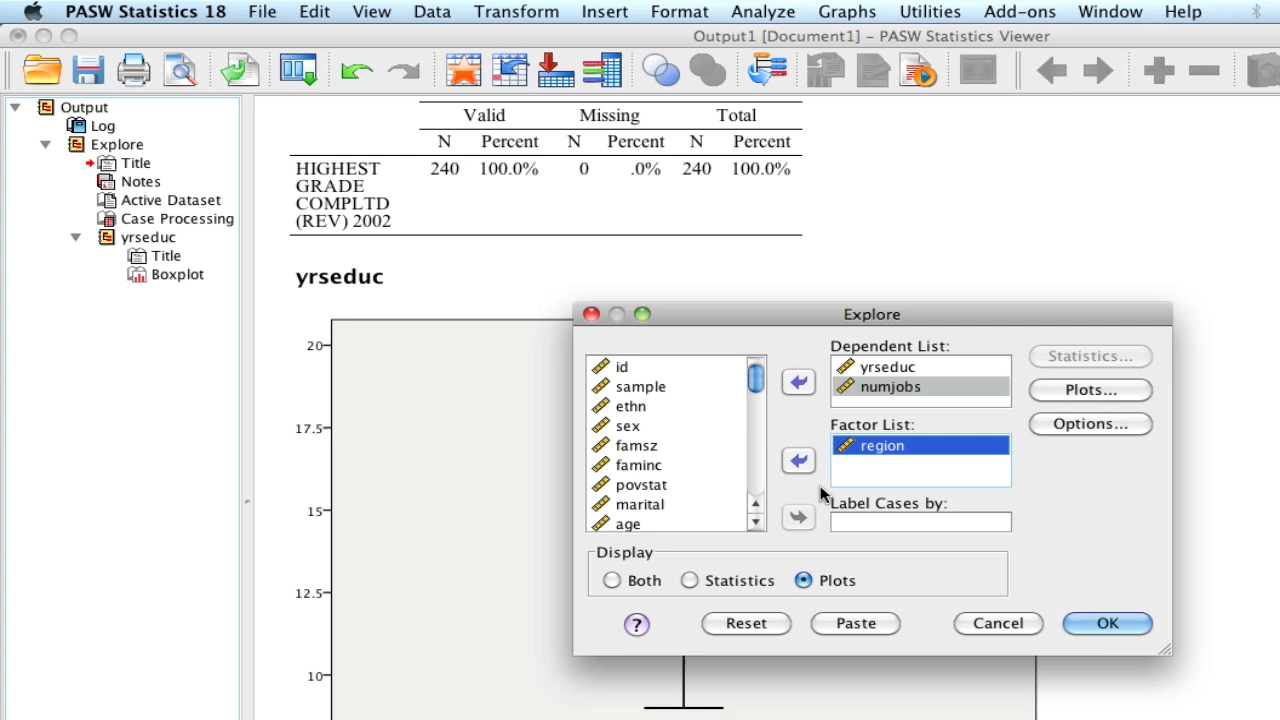 PASW Statistics 18 File Edit View Data Transform Insert Format Analyze Graphs Utilities Add-ons Window Help
Output1 [Document1] – PASW Statistics Viewer
Output
Log
Explore
Title
Notes
Active Dataset
Case Processing
yrseduc
Title
Boxplot
Valid Missing Total
N Percent N Percent N Percent
HIGHEST 240 100.0% 0 .0% 240 100.0%
GRADE
COMPLTD
(REV) 2002
yrseduc
20
17.5
15
12.5
10
Explore
id
sample
ethn
sex
famsz
faminc
povstat
marital
age
Dependent List:
yrseduc
numjobs
Factor List:
region
Label Cases by:
Statistics...
Plots...
Options...
Display
Both Statistics Plots
? Reset Paste Cancel OK